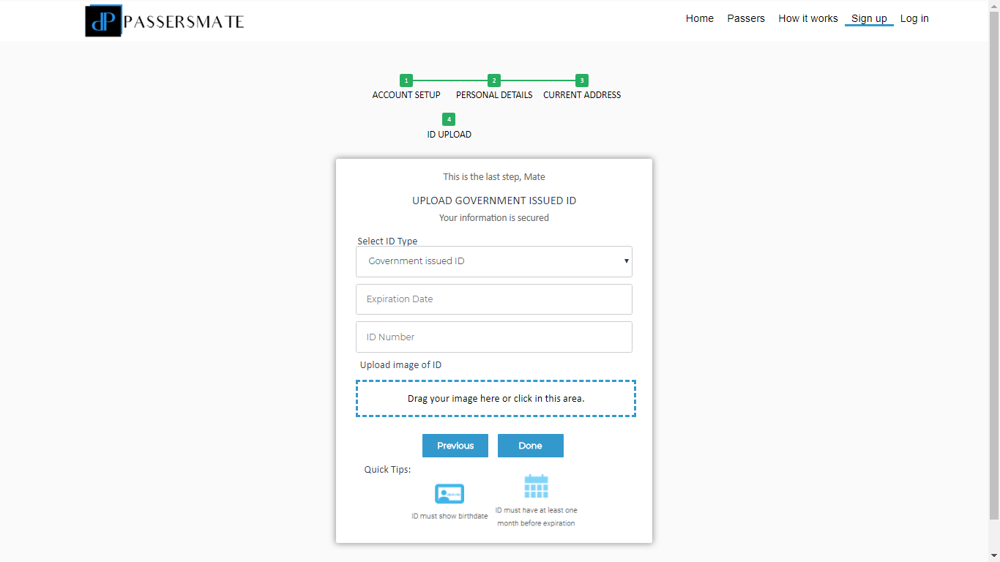 dP PASSERSMATE
Home Passers How it works Sign up Log in
1 2 3
ACCOUNT SETUP PERSONAL DETAILS CURRENT ADDRESS
4
ID UPLOAD
This is the last step, Mate
UPLOAD GOVERNMENT ISSUED ID
Your information is secured
Select ID Type
Government issued ID
Expiration Date
ID Number
Upload image of ID
Drag your image here or click in this area.
Previous Done
Quick Tips:
ID must show birthdate
ID must have at least one
month before expiration